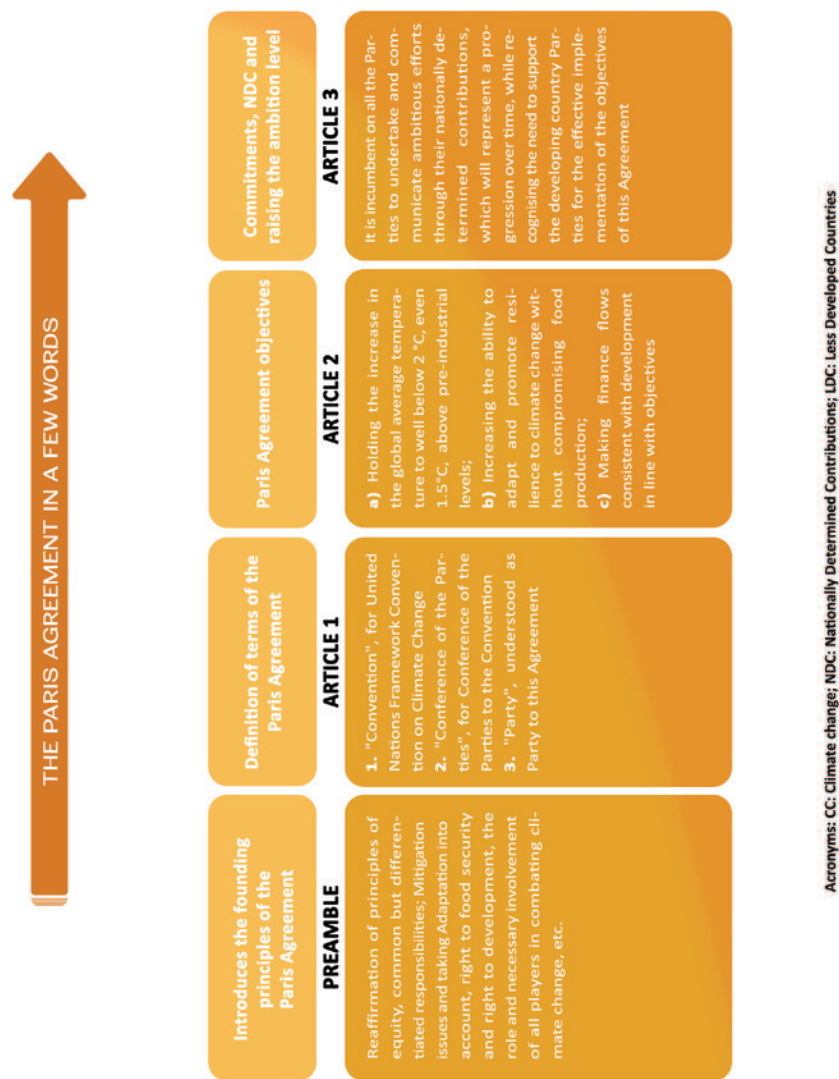 THE PARIS AGREEMENT IN A FEW WORDS
Introduces the founding
principles of the
Paris Agreement
PREAMBLE
Reaffirmation of principles of
equity, common but differen-
tiated responsibilities; Mitigation
issues and taking Adaptation into
account, right to food security
and right to development, the
role and necessary involvement
of all players in combating cli-
mate change, etc.
Definition of terms of the
Paris Agreement
ARTICLE 1
1. "Convention", for United
Nations Framework Conven-
tion on Climate Change
2. "Conference of the Par-
ties", for Conference of the
Parties to the Convention
3. "Party", understood as
Party to this Agreement
Paris Agreement objectives
ARTICLE 2
a) Holding the increase in
the global average tempera-
ture to well below 2 °C, even
1.5°C, above pre-industrial
levels;
b) Increasing the ability to
adapt and promote resi-
lience to climate change wit-
hout compromising food
production;
c) Making finance flows
consistent with development
in line with objectives
Commitments, NDC and
raising the ambition level
ARTICLE 3
It is incumbent on all the Par-
ties to undertake and com-
municate ambitious efforts
through their nationally de-
termined contributions,
which will represent a pro-
gression over time, while re-
cognising the need to support
the developing country Par-
ties for the effective imple-
mentation of the objectives
of this Agreement
Acronyms: CC: Climate change; NDC: Nationally Determined Contributions; LDC: Less Developed Countries